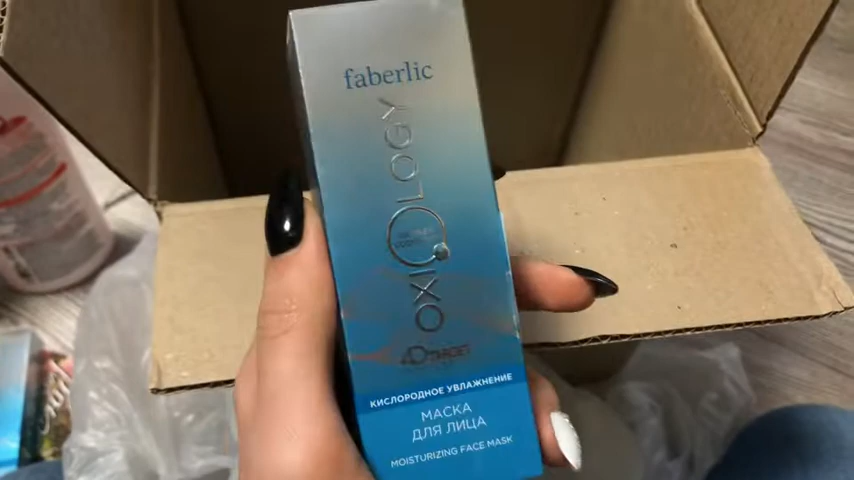 faberlic
OXIOLOGY
КИСЛОРОДНОЕ УВЛАЖНЕНИЕ
МАСКА
ДЛЯ ЛИЦА
MOISTURIZING FACE MASK